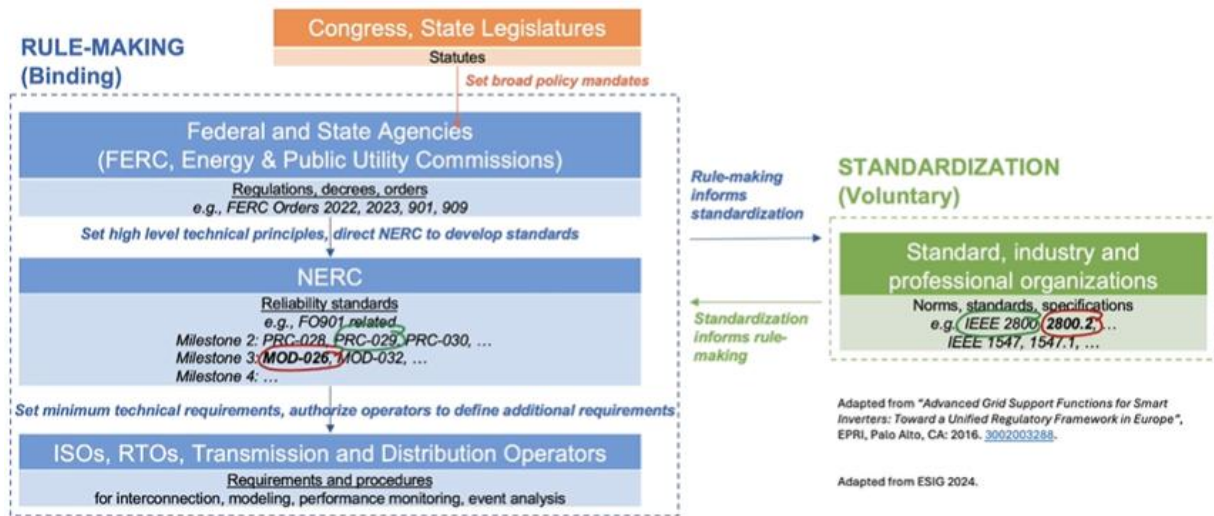 Congress, State Legislatures
Statutes
Set broad policy mandates
RULE-MAKING
(Binding)
Federal and State Agencies
(FERC, Energy & Public Utility Commissions)
Regulations, decrees, orders
e.g., FERC Orders 2022, 2023, 901, 909
Set high level technical principles, direct NERC to develop standards
NERC
Reliability standards
e.g., FO901 related
Milestone 2: PRC-028, PRC-029, PRC-030, ...
Milestone 3: MOD-026, MOD-032, ...
Milestone 4: ...
Set minimum technical requirements, authorize operators to define additional requirements
ISOs, RTOs, Transmission and Distribution Operators
Requirements and procedures
for interconnection, modeling, performance monitoring, event analysis
Rule-making
informs
standardization
Standardization
informs rule-
making
STANDARDIZATION
(Voluntary)
Standard, industry and
professional organizations
Norms, standards, specifications
e.g. IEEE 2800, 2800.2, ...
IEEE 1547, 1547.1, ...
Adapted from "Advanced Grid Support Functions for Smart
Inverters: Toward a Unified Regulatory Framework in Europe",
EPRI, Palo Alto, CA: 2016. 3002003288.
Adapted from ESIG 2024.